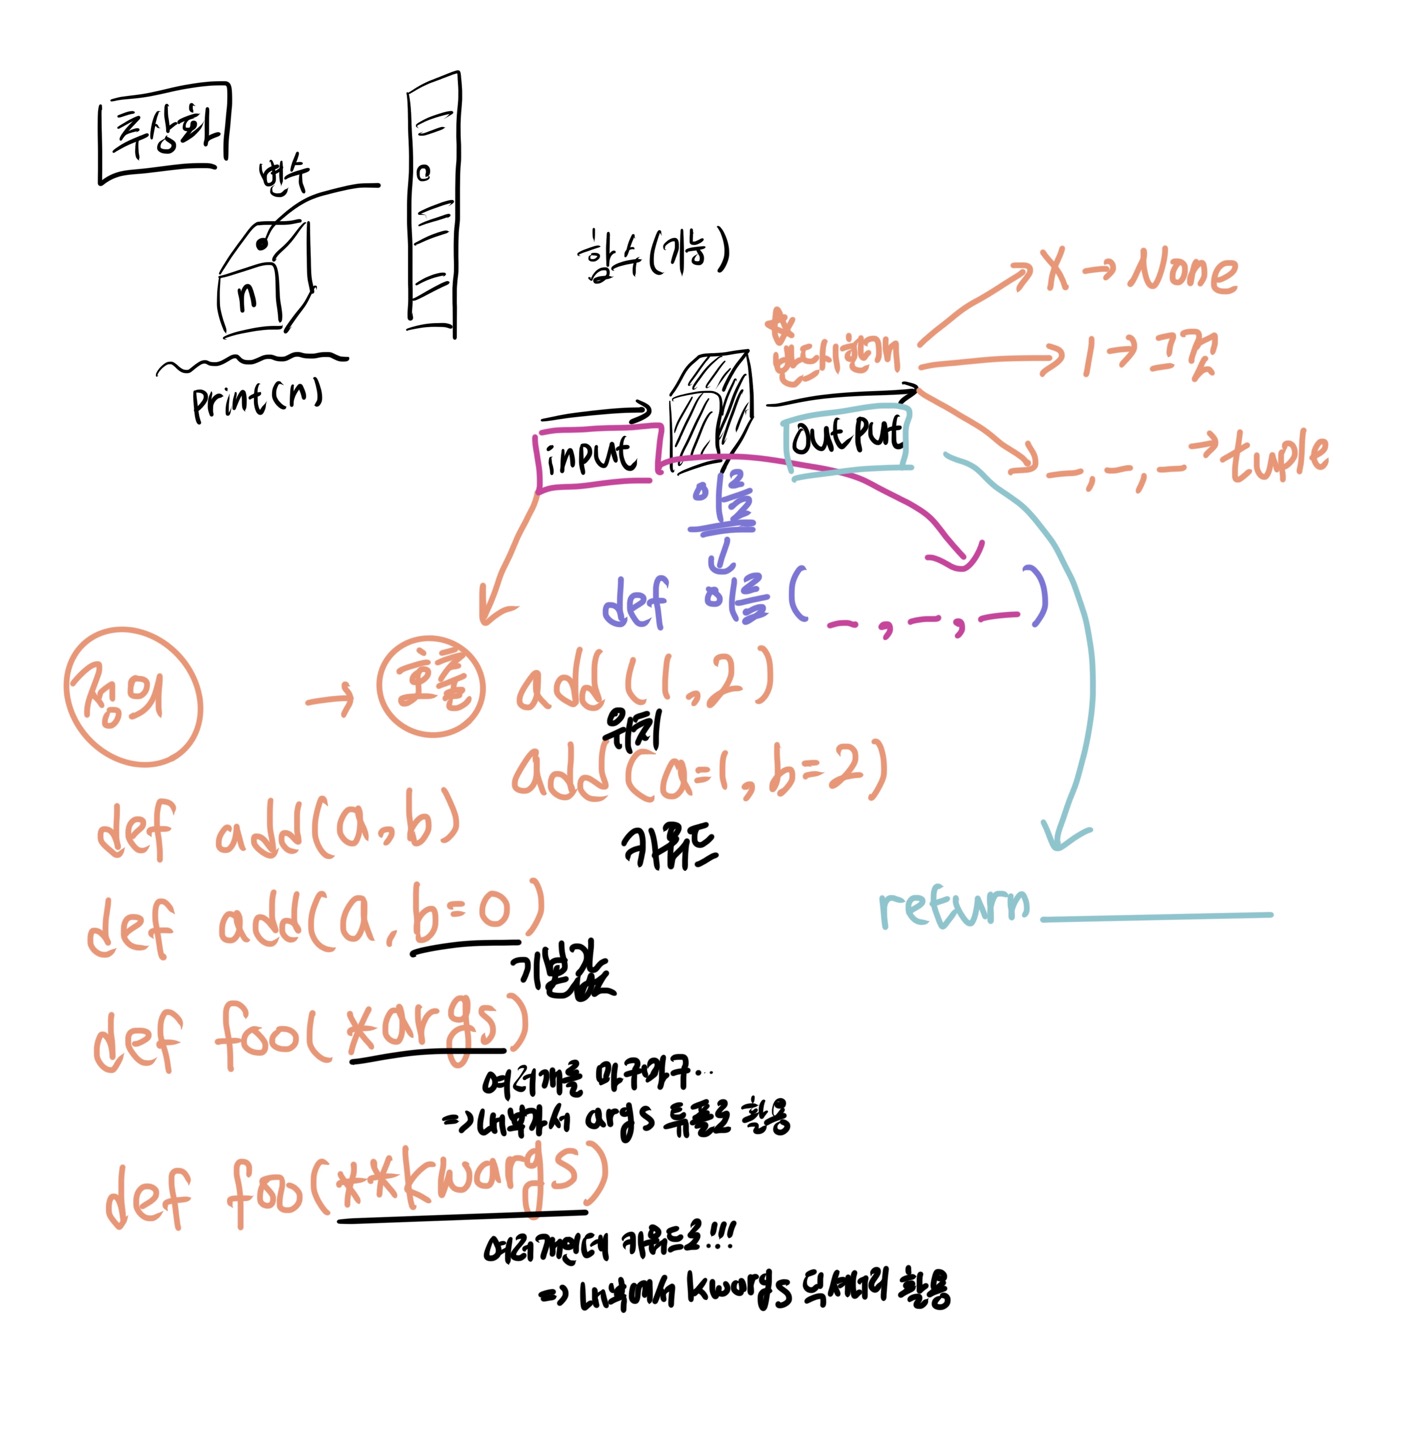 추상화
변수
n
print(n)
함수(기능)
반드시한개
X → None
1 → 그것
_, _, _ → tuple
input
output
이름
def 이름( _ , _ , _ )
정의 → 호출
add(1,2)
위치
add(a=1, b=2)
키워드
def add(a,b)
def add(a, b=0)
기본값
return ________
def foo(*args)
여러개를 마구마구..
=> 내부가서 args 튜플로 활용
def foo(**kwargs)
여러개인데 키워드로!!!
=> 내부에서 kwargs 딕셔너리 활용